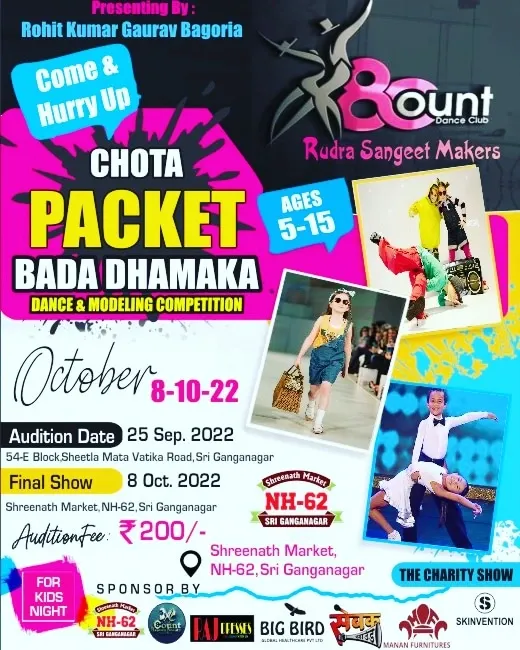 Presenting By :
Rohit Kumar Gaurav Bagoria
Come &
Hurry Up
8Count
Dance Club
Rudra Sangeet Makers
CHOTA
PACKET
BADA DHAMAKA
DANCE & MODELING COMPETITION
AGES
5-15
October 8-10-22
Audition Date 25 Sep. 2022
54-E Block,Sheetla Mata Vatika Road,Sri Ganganagar
Final Show 8 Oct. 2022
Shreenath Market,NH-62,Sri Ganganagar
AuditionFee: ₹200/-
Shreenath Market
NH-62
SRI GANGANAGAR
Shreenath Market,
NH-62,Sri Ganganagar
THE CHARITY SHOW
FOR
KIDS
NIGHT
SPONSOR BY
Shreenath Market
NH-62
SRI GANGANAGAR
Count
DRESSES
BIG BIRD
GLOBAL HEALTHCARE PVT LTD
सेवक
MANAN FURNITURES
S
SKINVENTION